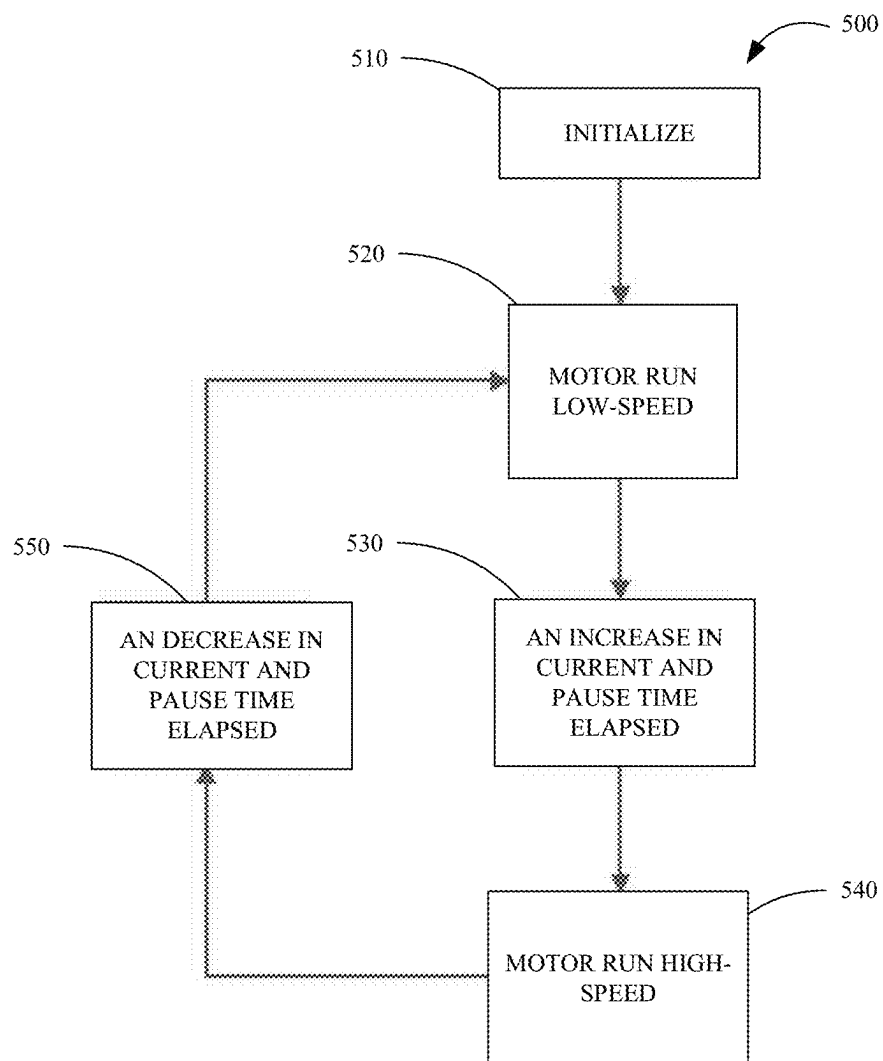 500
510
INITIALIZE
520
MOTOR RUN
LOW-SPEED
550
530
AN DECREASE IN
CURRENT AND
PAUSE TIME
ELAPSED
AN INCREASE IN
CURRENT AND
PAUSE TIME
ELAPSED
540
MOTOR RUN HIGH-
SPEED